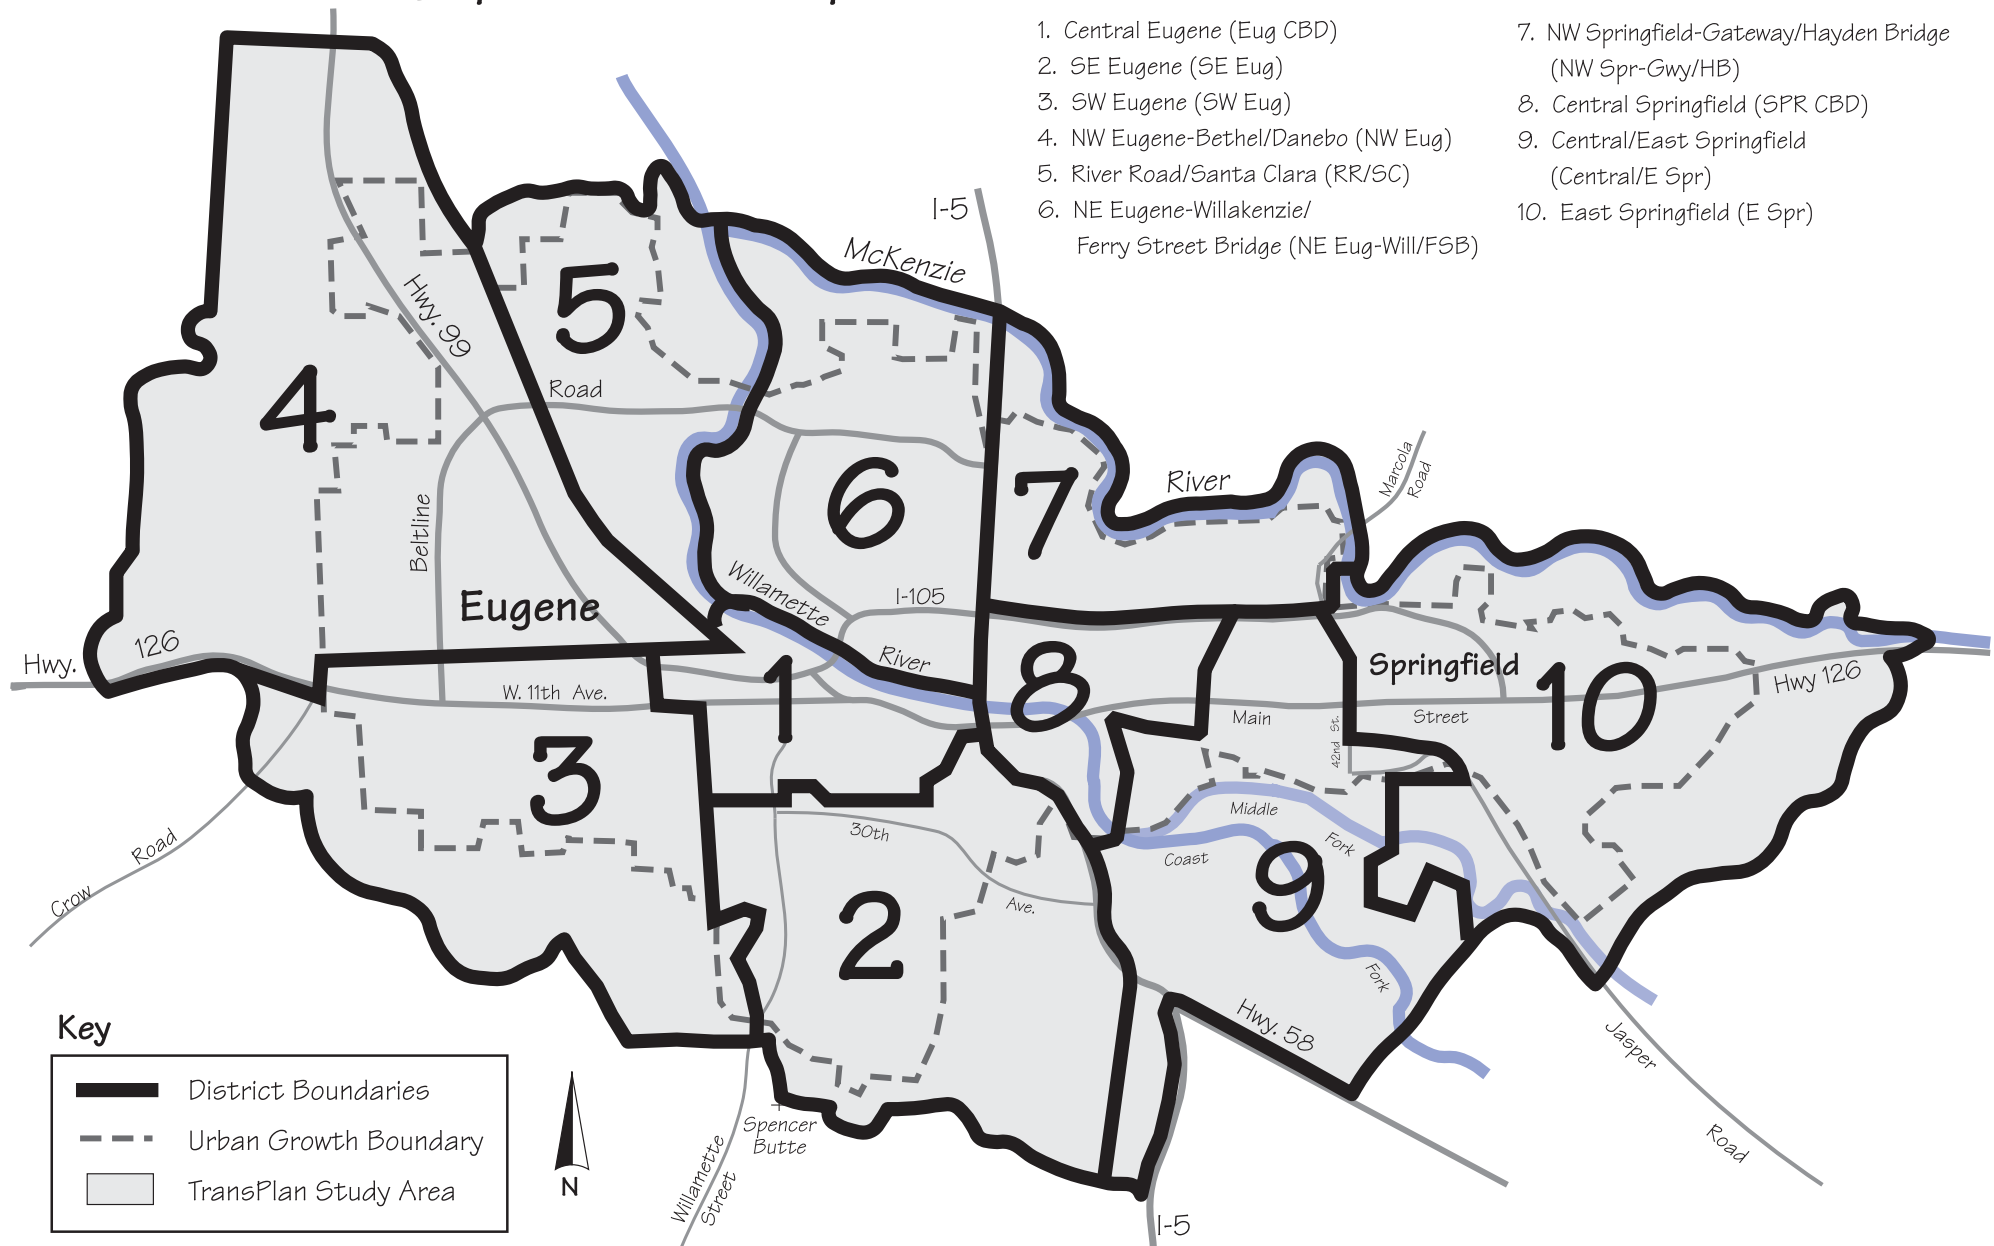 1. Central Eugene (Eug CBD)
2. SE Eugene (SE Eug)
3. SW Eugene (SW Eug)
4. NW Eugene-Bethel/Danebo (NW Eug)
5. River Road/Santa Clara (RR/SC)
6. NE Eugene-Willakenzie/
Ferry Street Bridge (NE Eug-Will/FSB)
7. NW Springfield-Gateway/Hayden Bridge
(NW Spr-Gwy/HB)
8. Central Springfield (SPR CBD)
9. Central/East Springfield
(Central/E Spr)
10. East Springfield (E Spr)
I-5
McKenzie
Hwy. 99
5
4
Road
6
7
River
Marcola
Road
Beltline
Willamette
I-105
Eugene
Hwy.
126
River
1
8
Springfield
10
Hwy 126
W. 11th Ave.
Main
Street
42nd St.
3
Middle
Fork
30th
Coast
9
Crow
Road
Ave.
2
Fork
Hwy. 58
Jasper
Road
Key
District Boundaries
Urban Growth Boundary
TransPlan Study Area
N
Spencer
Butte
Willamette
Street
I-5